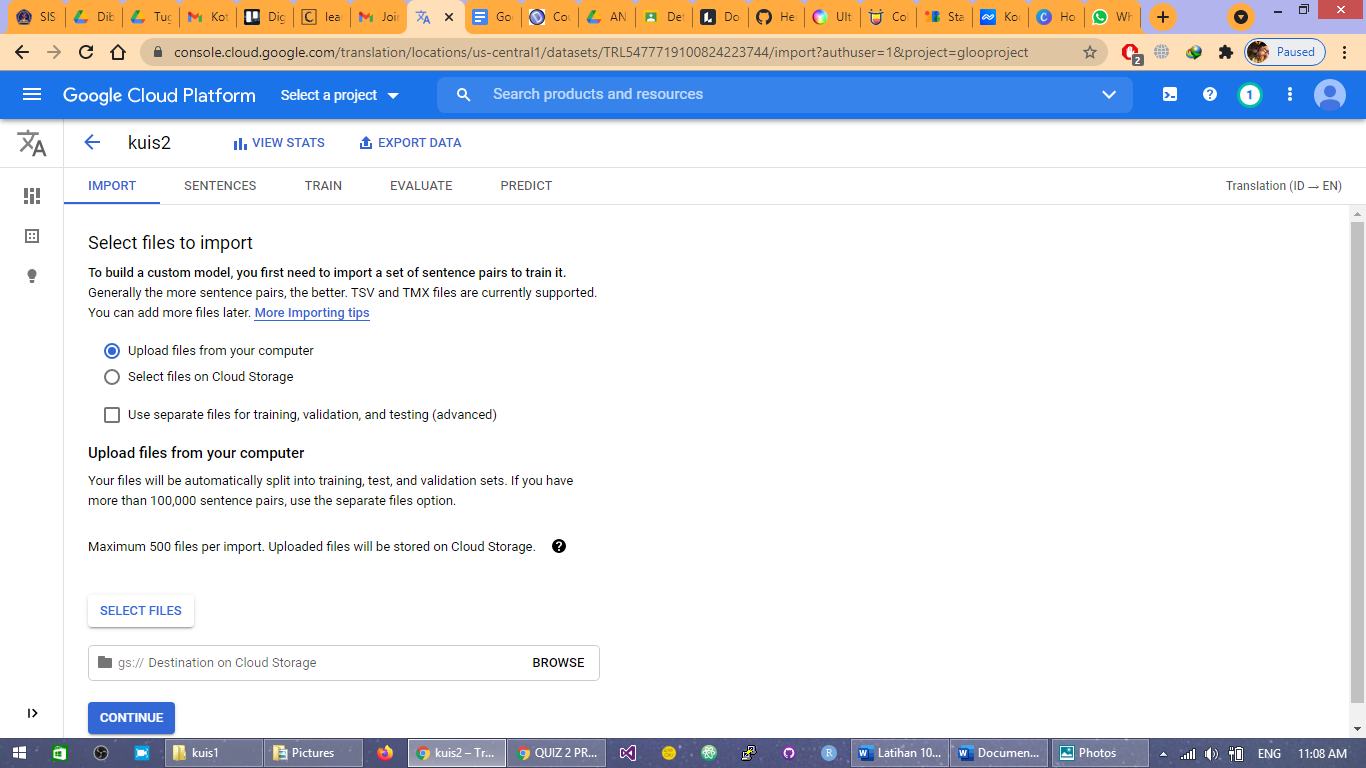 SIS
Dib
Tug
Kot
Dig
lea
Joi
Go
Co
AN
De
Do
He
Ult
Co
Sta
Ko
Ho
Wh
console.cloud.google.com/translation/locations/us-central1/datasets/TRL5477719100824223744/import?authuser=1&project=glooproject
2
Paused
Google Cloud Platform
Select a project
Search products and resources
1
kuis2
VIEW STATS
EXPORT DATA
IMPORT
SENTENCES
TRAIN
EVALUATE
PREDICT
Translation (ID → EN)
Select files to import
To build a custom model, you first need to import a set of sentence pairs to train it.
Generally the more sentence pairs, the better. TSV and TMX files are currently supported.
You can add more files later. More Importing tips
Upload files from your computer
Select files on Cloud Storage
Use separate files for training, validation, and testing (advanced)
Upload files from your computer
Your files will be automatically split into training, test, and validation sets. If you have
more than 100,000 sentence pairs, use the separate files option.
Maximum 500 files per import. Uploaded files will be stored on Cloud Storage.
SELECT FILES
gs:// Destination on Cloud Storage
BROWSE
CONTINUE
kuis1
Pictures
kuis2 – Tr...
QUIZ 2 PR...
Latihan 10...
Documen...
Photos
ENG
11:08 AM